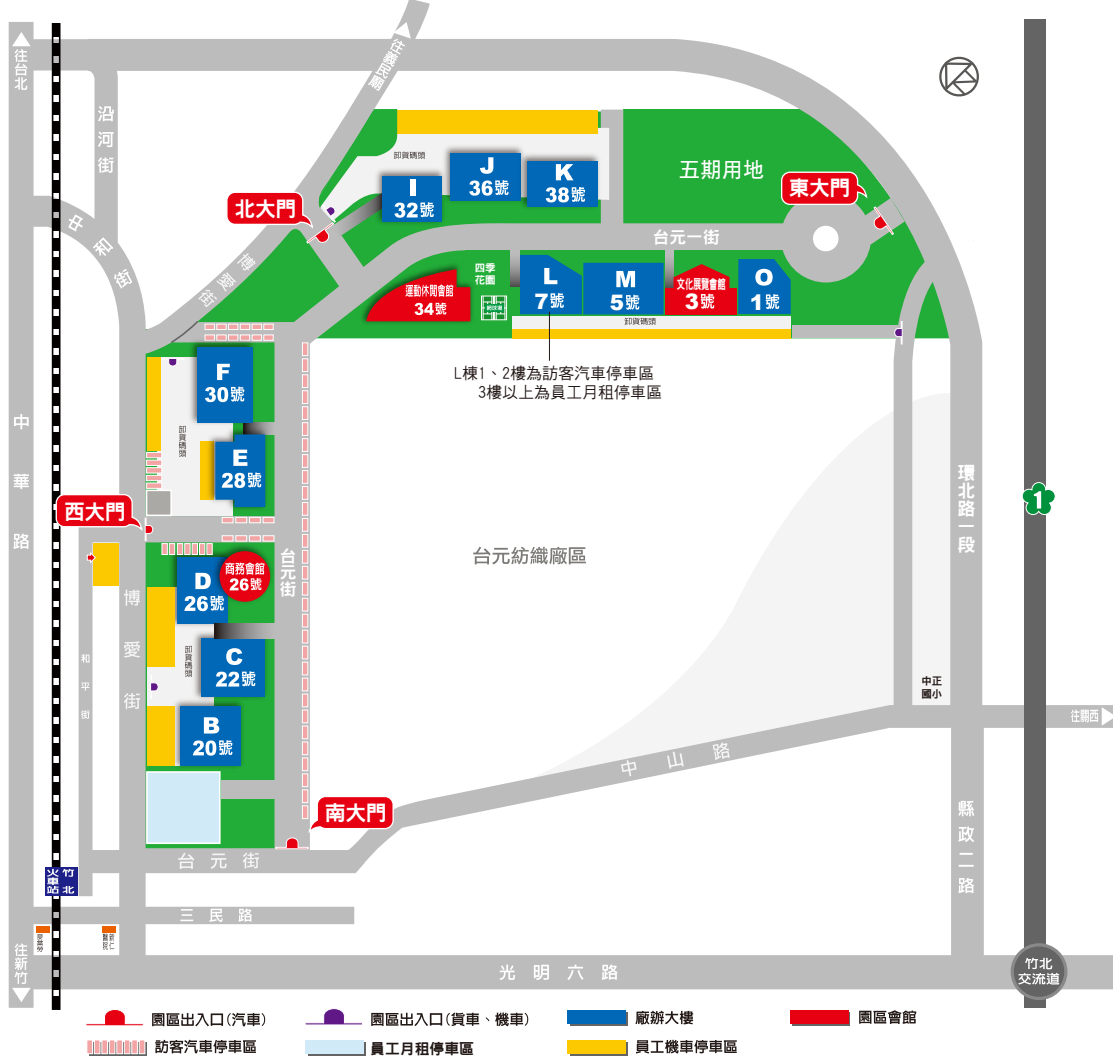 往台北
往義民廟
沿河街
中和街
卸貨碼頭
I
32號
J
36號
K
38號
五期用地
東大門
北大門
博愛街
台元一街
四季
花園
運動休閒會館
34號
L
7號
M
5號
文化展覽會館
3號
O
1號
卸貨碼頭
L棟1、2樓為訪客汽車停車區
3樓以上為員工月租停車區
F
30號
卸貨碼頭
E
28號
中華路
西大門
台元街
台元紡織廠區
環北路一段
1
D
26號
商務會館
26號
博愛街
和平街
卸貨碼頭
C
22號
B
20號
中正
國小
往關西
中山路
南大門
縣政二路
台元街
竹北
火車站
三民路
往新竹
光明六路
竹北
交流道
園區出入口(汽車)
園區出入口(貨車、機車)
廠辦大樓
園區會館
訪客汽車停車區
員工月租停車區
員工機車停車區